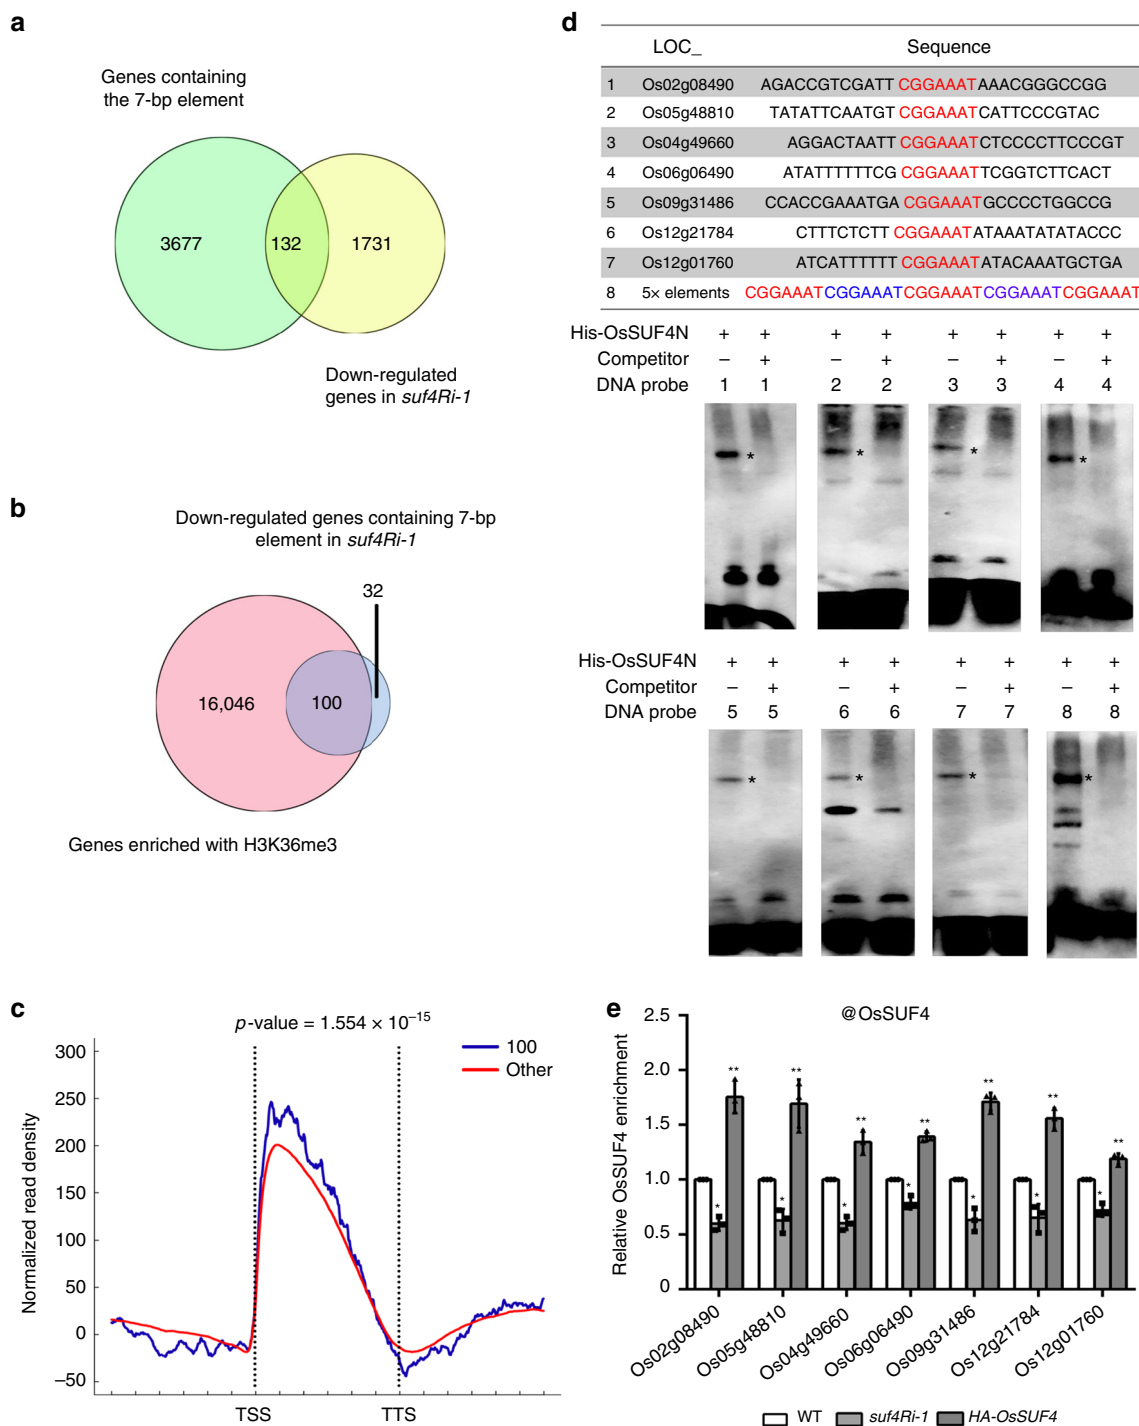 a
Genes containing
the 7-bp element
3677
132
1731
Down-regulated
genes in suf4Ri-1
b
Down-regulated genes containing 7-bp
element in suf4Ri-1
32
16,046
100
Genes enriched with H3K36me3
c
p-value = 1.554 × 10⁻¹⁵
100
Other
Normalized read density
300
250
200
150
100
50
0
−50
TSS
TTS
d
LOC_ Sequence
1 Os02g08490 AGACCGTCGATT CGGAAAT AAACGGGCCGG
2 Os05g48810 TATATTCAATGT CGGAAAT CATTCCCGTAC
3 Os04g49660 AGGACTAATT CGGAAAT CTCCCCTTCCCGT
4 Os06g06490 ATATTTTTTCG CGGAAAT TCGGTCTTCACT
5 Os09g31486 CCACCGAAATGA CGGAAAT GCCCCTGGCCG
6 Os12g21784 CTTTCTCTT CGGAAAT ATAAATATATACCC
7 Os12g01760 ATCATTTTTT CGGAAAT ATACAAATGCTGA
8 5× elements CGGAAATCGGAAATCGGAAATCGGAAATCGGAAAT
His-OsSUF4N + + + + + + + +
Competitor − + − + − + − +
DNA probe 1 1 2 2 3 3 4 4
* * * *
His-OsSUF4N + + + + + + + +
Competitor − + − + − + − +
DNA probe 5 5 6 6 7 7 8 8
* * * *
e
@OsSUF4
Relative OsSUF4 enrichment
2.5
2.0
1.5
1.0
0.5
0
* ** * ** * ** * ** * ** * ** * **
Os02g08490
Os05g48810
Os04g49660
Os06g06490
Os09g31486
Os12g21784
Os12g01760
WT suf4Ri-1 HA-OsSUF4